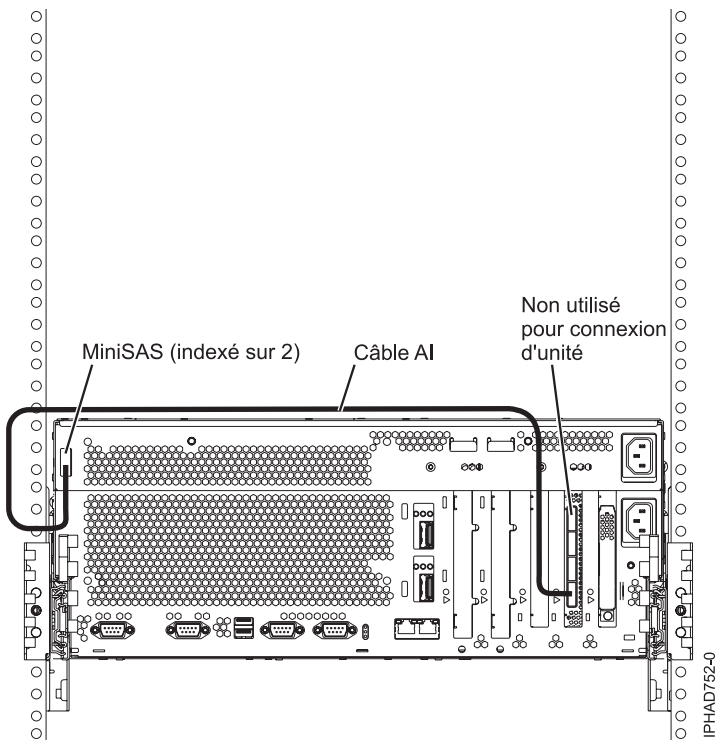 Non utilisé
pour connexion
d'unité
MiniSAS (indexé sur 2)
Câble AI
IPHAD752-0